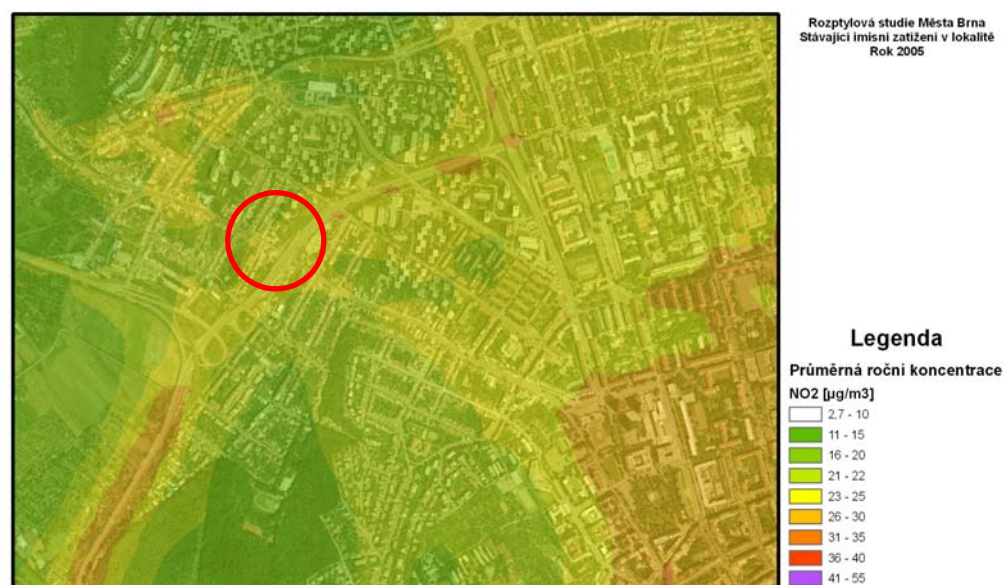 Rozptylová studie Města Brna
Stávající imisní zatížení v lokalitě
Rok 2005
Legenda
Průměrná roční koncentrace
NO2 [µg/m3]
2,7 - 10
11 - 15
16 - 20
21 - 22
23 - 25
26 - 30
31 - 35
36 - 40
41 - 55